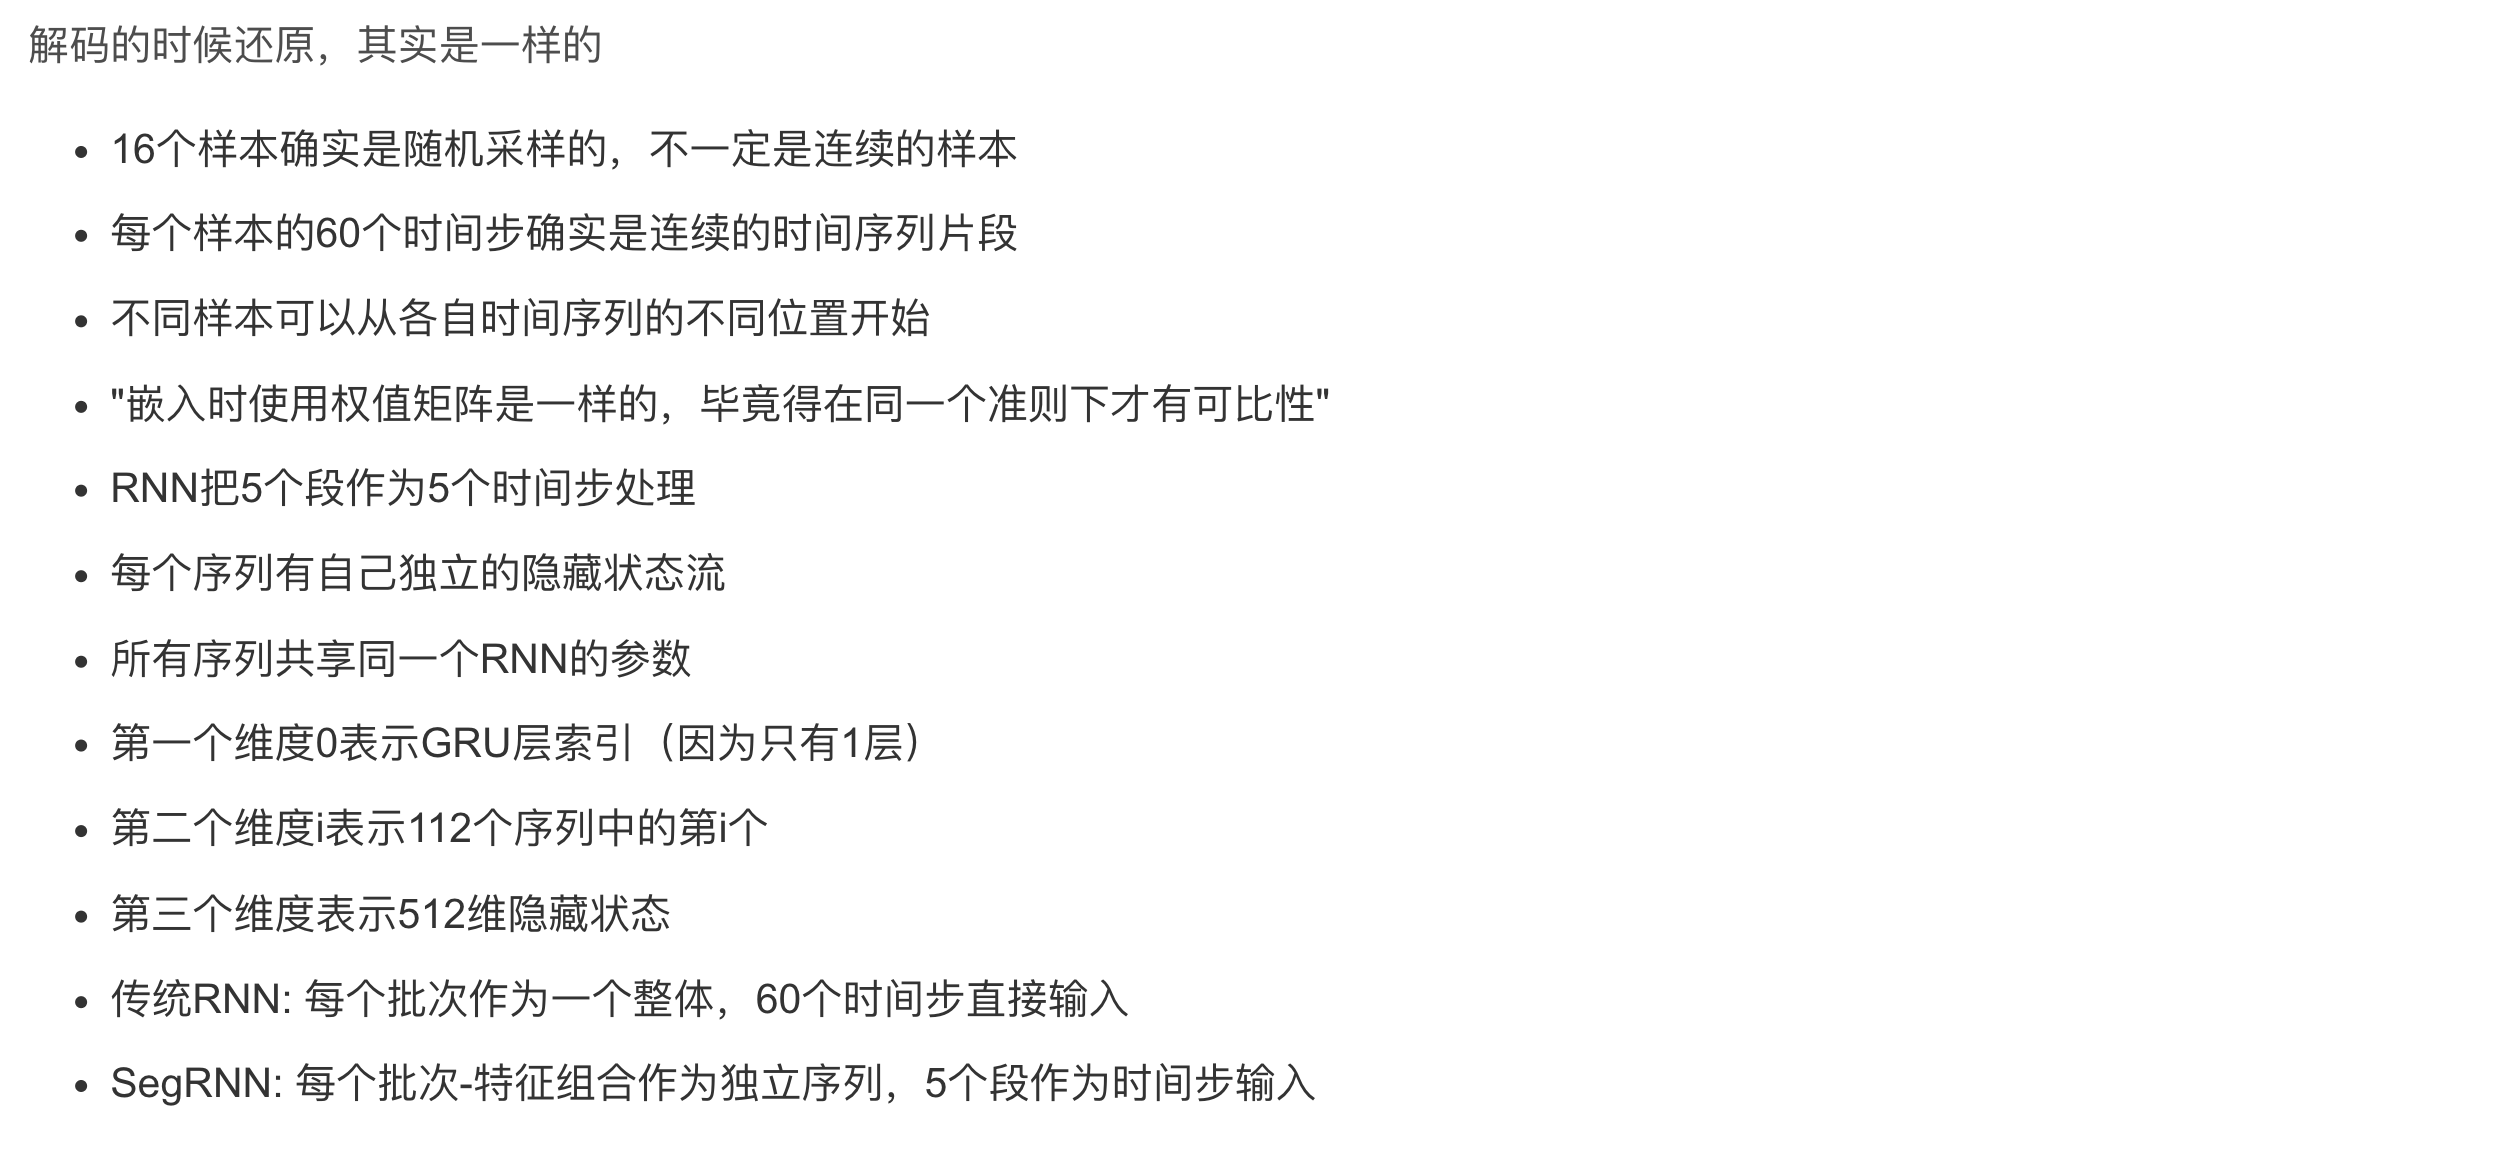 解码的时候还原，其实是一样的
16个样本确实是随机采样的，不一定是连续的样本
每个样本的60个时间步确实是连续的时间序列片段
不同样本可以从各自时间序列的不同位置开始
"载入时使用权重矩阵是一样的，毕竟得在同一个准则下才有可比性"
RNN把5个段作为5个时间步处理
每个序列有自己独立的隐藏状态流
所有序列共享同一个RNN的参数
第一个维度0表示GRU层索引（因为只有1层）
第二个维度i表示112个序列中的第i个
第三个维度表示512维隐藏状态
传统RNN: 每个批次作为一个整体，60个时间步直接输入
SegRNN: 每个批次-特征组合作为独立序列，5个段作为时间步输入